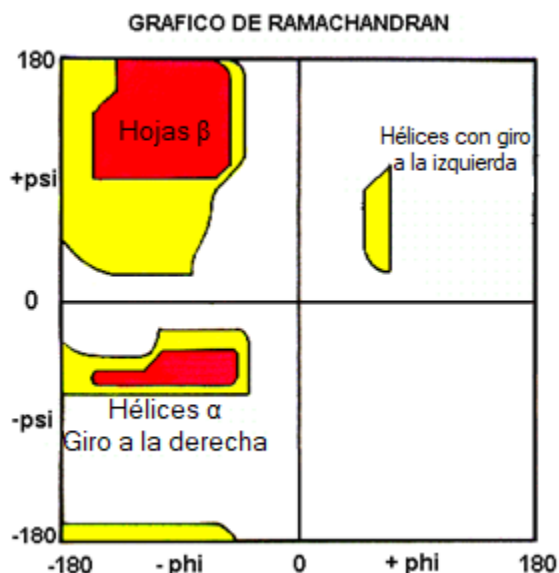 GRAFICO DE RAMACHANDRAN
180
Hojas β
Hélices con giro
a la izquierda
+psi
0
Hélices α
-psi
Giro a la derecha
-180
-180
- phi
0
+ phi
180